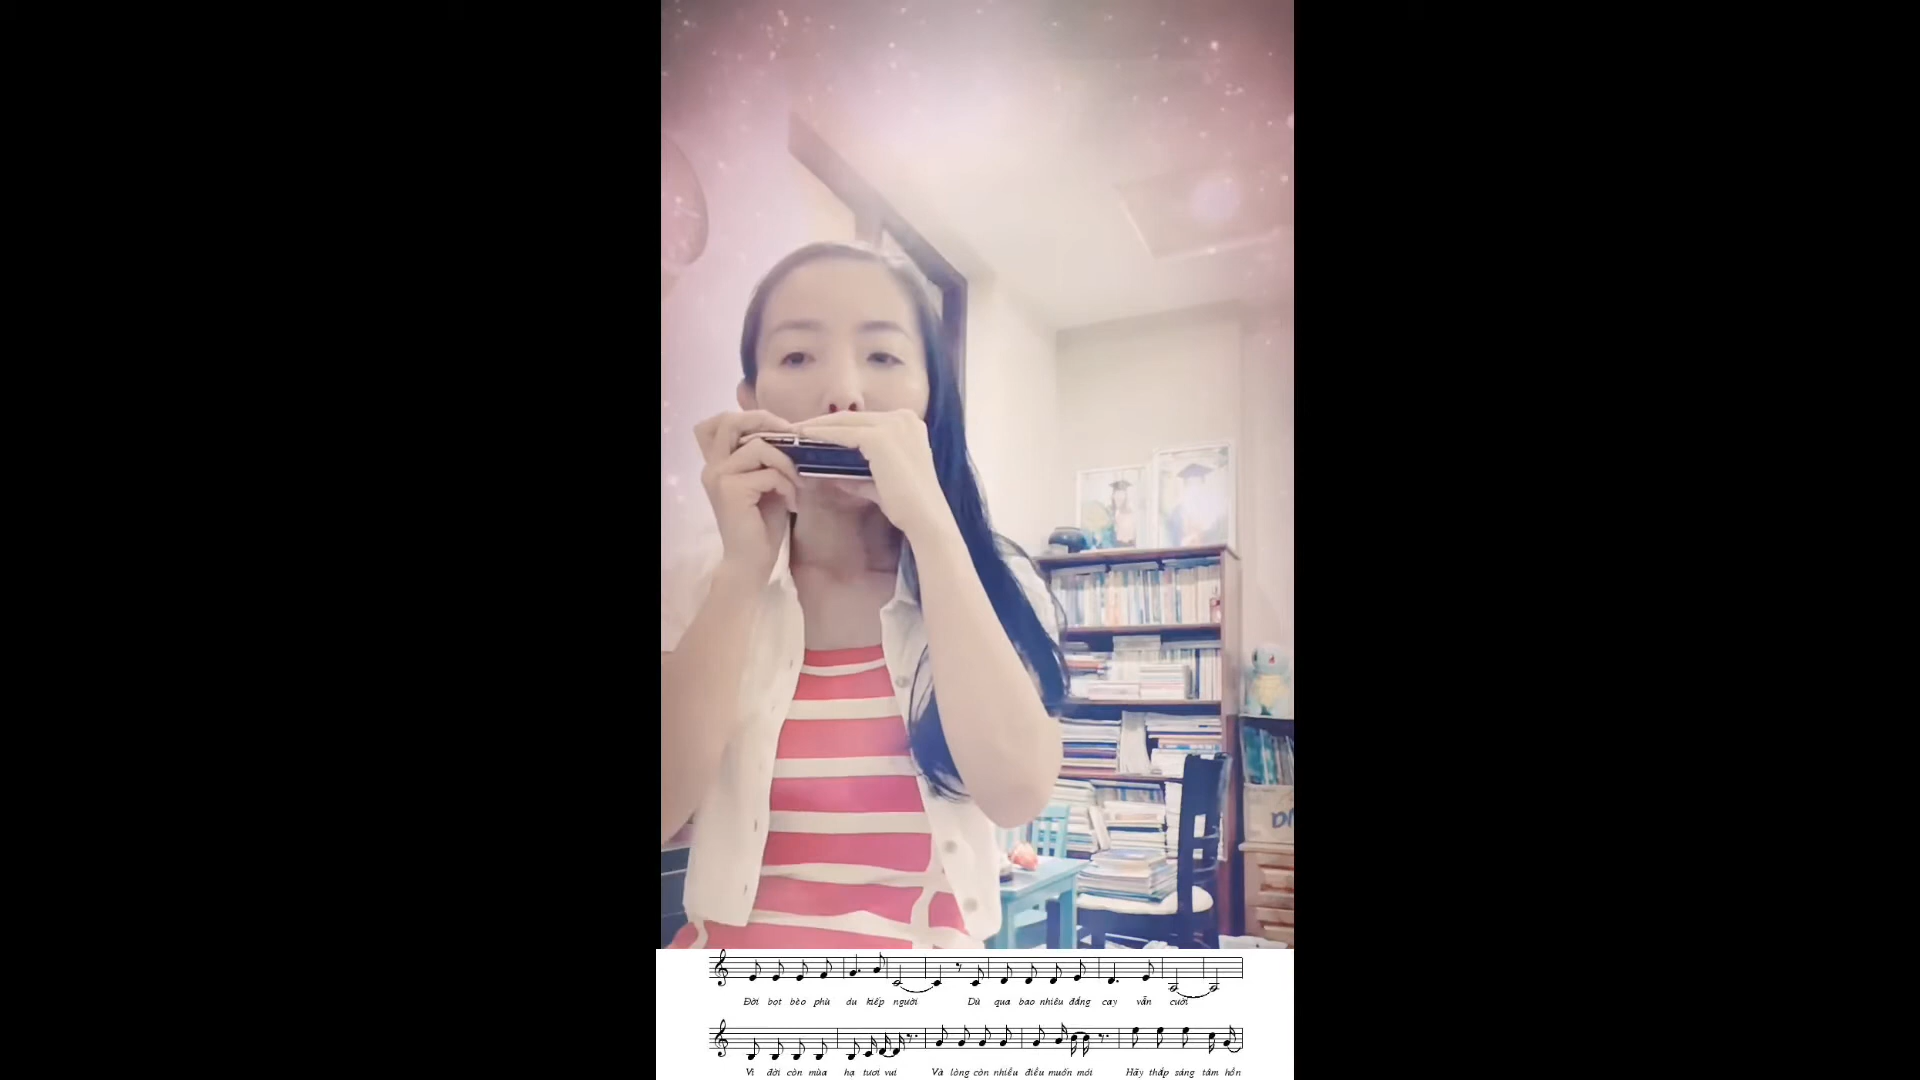 Đời bọt bèo phù du kiếp người Dù qua bao nhiêu đắng cay vẫn cười
Vì đời còn mùa hạ tươi vui Và lòng còn nhiều điều muốn mới Hãy thắp sáng tâm hồn